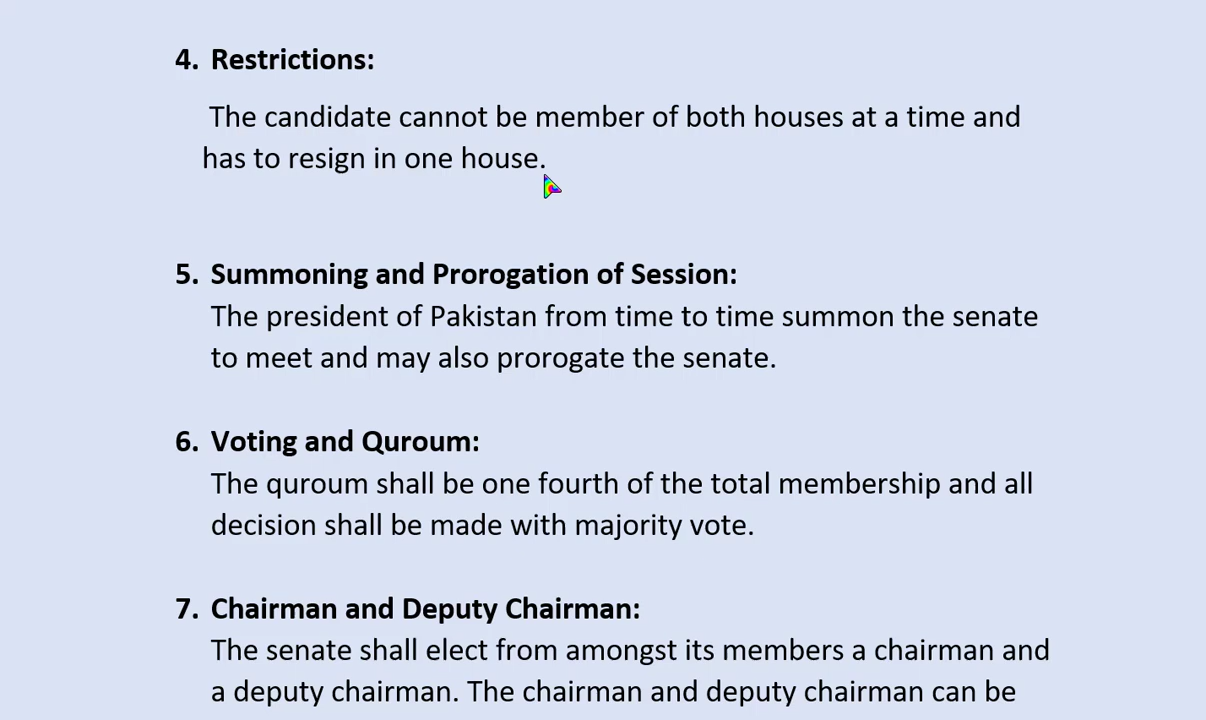 4. Restrictions:
The candidate cannot be member of both houses at a time and
has to resign in one house.
5. Summoning and Prorogation of Session:
The president of Pakistan from time to time summon the senate
to meet and may also prorogate the senate.
6. Voting and Quroum:
The quroum shall be one fourth of the total membership and all
decision shall be made with majority vote.
7. Chairman and Deputy Chairman:
The senate shall elect from amongst its members a chairman and
a deputy chairman. The chairman and deputy chairman can be